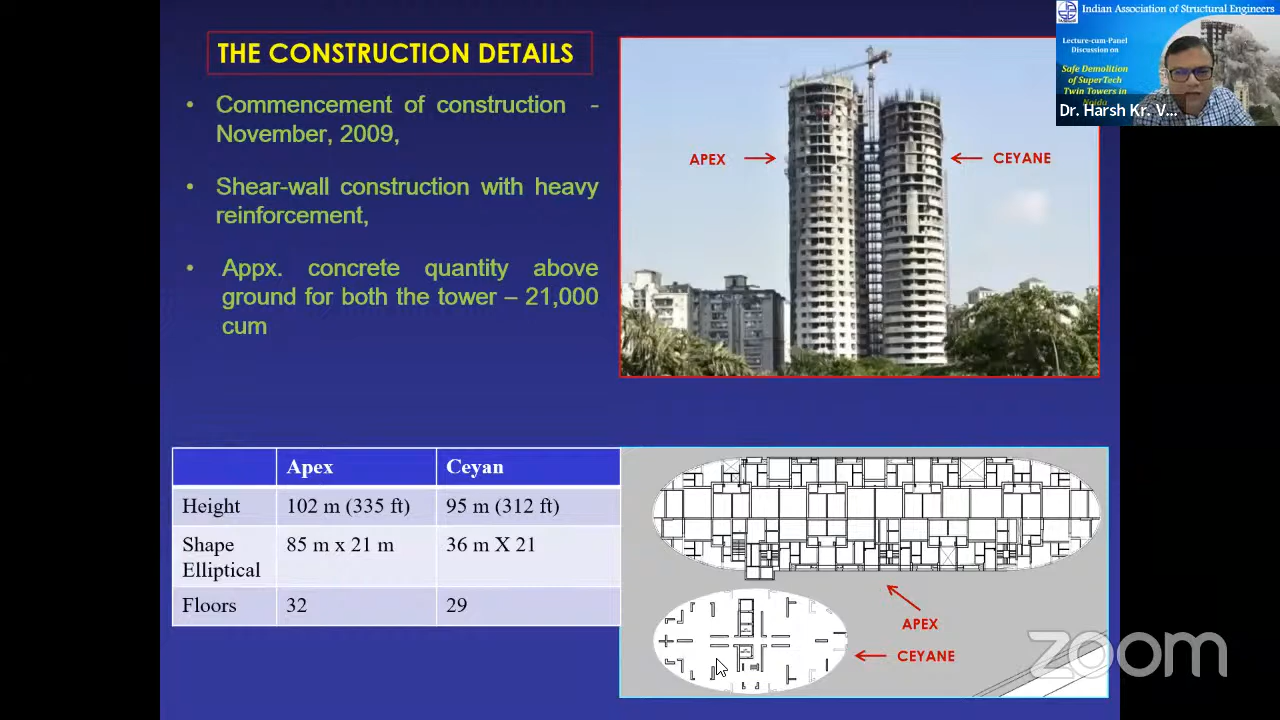 Indian Association of Structural Engineers
Lecture-cum-Panel
Discussion on
Safe Demolition
of SuperTech
Twin Towers in
Noida
Dr. Harsh Kr. V...
THE CONSTRUCTION DETAILS
• Commencement of construction -
November, 2009,
• Shear-wall construction with heavy
reinforcement,
• Appx. concrete quantity above
ground for both the tower – 21,000
cum
APEX
CEYANE
Apex Ceyan
Height 102 m (335 ft) 95 m (312 ft)
Shape
Elliptical 85 m x 21 m 36 m X 21
Floors 32 29
APEX
CEYANE
zoom